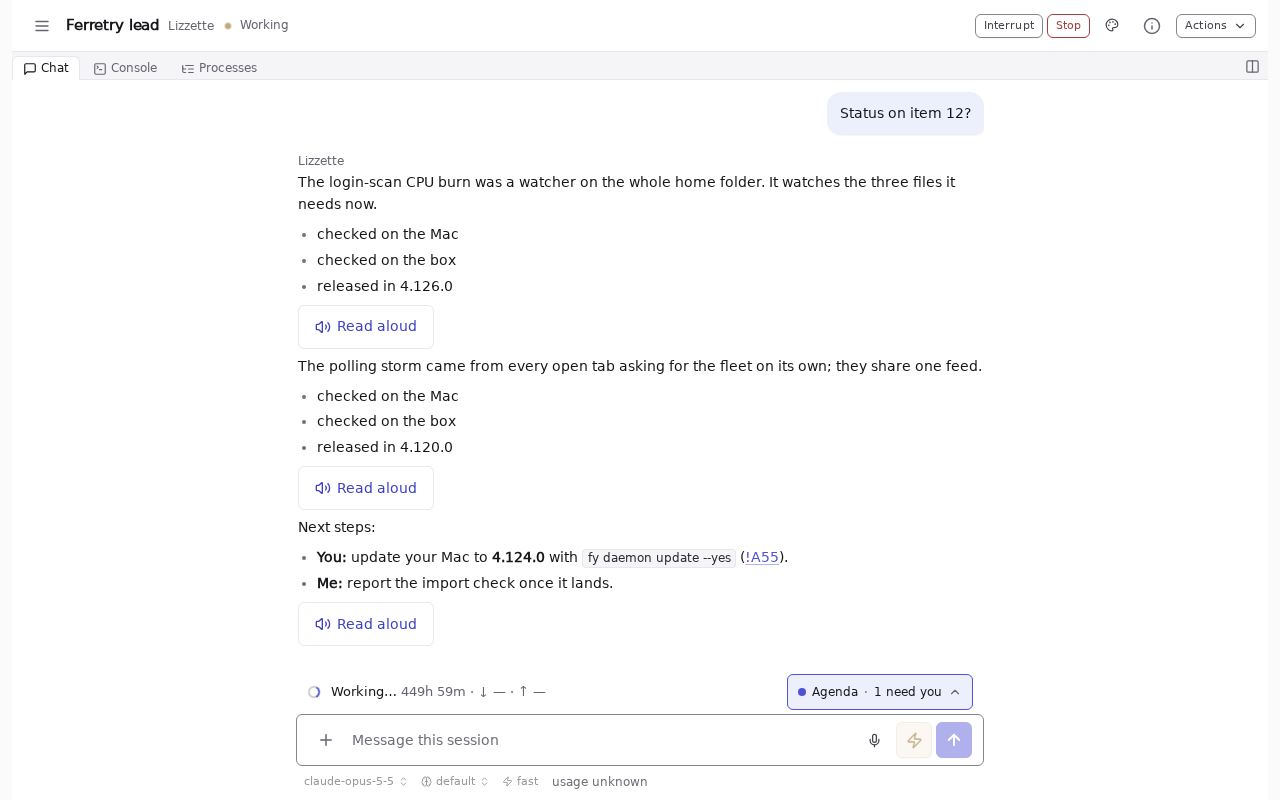 Ferretry lead Lizzette Working Interrupt Stop Actions
Chat Console Processes
Status on item 12?
Lizzette
The login-scan CPU burn was a watcher on the whole home folder. It watches the three files it
needs now.
• checked on the Mac
• checked on the box
• released in 4.126.0
Read aloud
The polling storm came from every open tab asking for the fleet on its own; they share one feed.
• checked on the Mac
• checked on the box
• released in 4.120.0
Read aloud
Next steps:
• You: update your Mac to 4.124.0 with fy daemon update --yes (!A55).
• Me: report the import check once it lands.
Read aloud
Working... 449h 59m · ↓ — · ↑ — Agenda · 1 need you
Message this session
claude-opus-5-5 default fast usage unknown